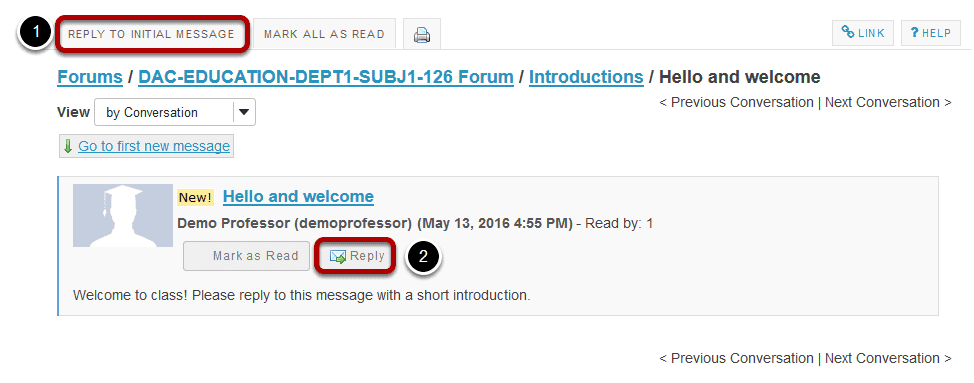 1 REPLY TO INITIAL MESSAGE MARK ALL AS READ LINK ? HELP
Forums / DAC-EDUCATION-DEPT1-SUBJ1-126 Forum / Introductions / Hello and welcome
< Previous Conversation | Next Conversation >
View by Conversation
Go to first new message
New! Hello and welcome
Demo Professor (demoprofessor) (May 13, 2016 4:55 PM) - Read by: 1
Mark as Read Reply 2
Welcome to class! Please reply to this message with a short introduction.
< Previous Conversation | Next Conversation >